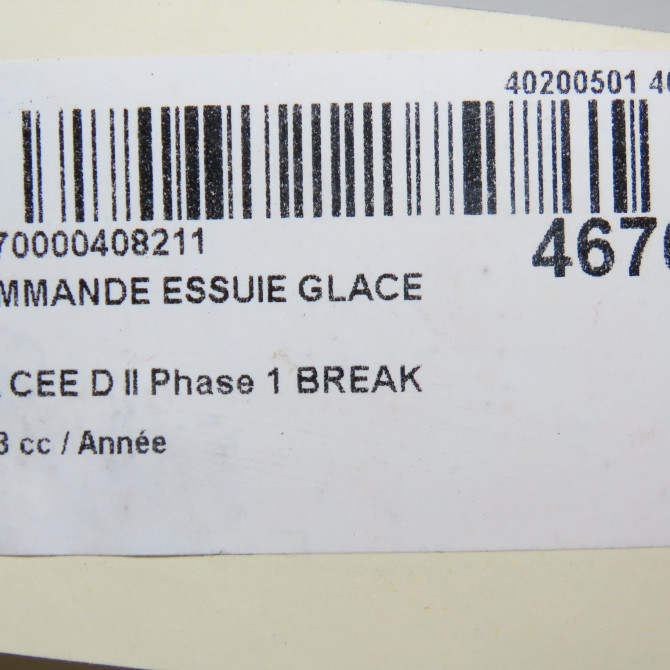 40200501 40
70000408211
4670
MMANDE ESSUIE GLACE
CEE D II Phase 1 BREAK
3 cc / Année